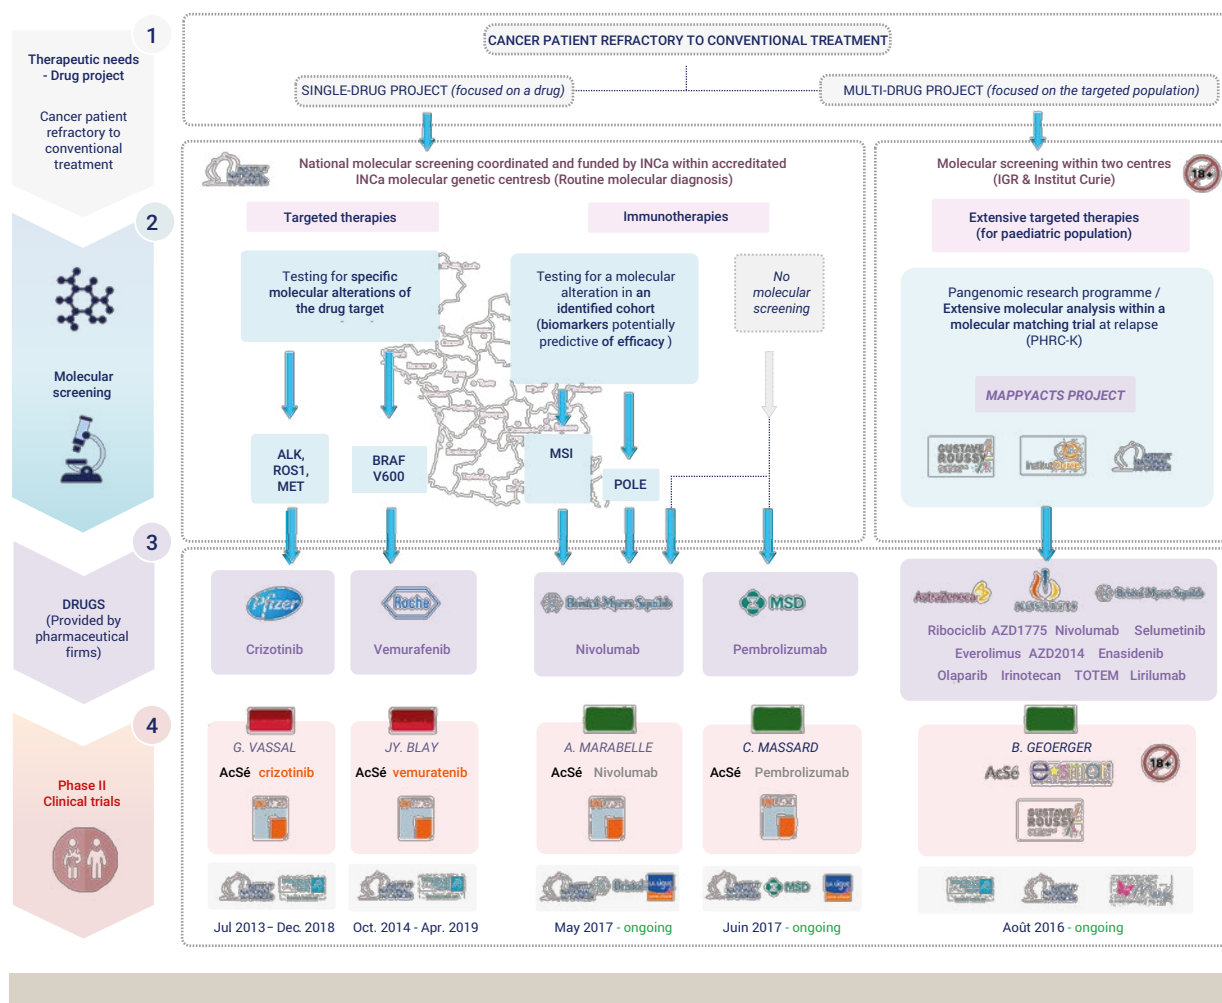 1
Therapeutic needs
- Drug project
Cancer patient
refractory to
conventional
treatment
CANCER PATIENT REFRACTORY TO CONVENTIONAL TREATMENT
SINGLE-DRUG PROJECT (focused on a drug)
MULTI-DRUG PROJECT (focused on the targeted population)
2
Molecular
screening
National molecular screening coordinated and funded by INCa within accreditated
INCa molecular genetic centresb (Routine molecular diagnosis)
Targeted therapies
Immunotherapies
Testing for specific
molecular alterations of
the drug target
Testing for a molecular
alteration in an
identified cohort
(biomarkers potentially
predictive of efficacy )
No
molecular
screening
ALK,
ROS1,
MET
BRAF
V600
MSI
POLE
Molecular screening within two centres
(IGR & Institut Curie)
18+
Extensive targeted therapies
(for paediatric population)
Pangenomic research programme /
Extensive molecular analysis within a
molecular matching trial at relapse
(PHRC-K)
MAPPYACTS PROJECT
GUSTAVE
ROUSSY
institutCurie
3
DRUGS
(Provided by
pharmaceutical
firms)
Pfizer
Crizotinib
Roche
Vemurafenib
Bristol-Myers Squibb
Nivolumab
MSD
Pembrolizumab
AstraZeneca
NOVARTIS
Bristol-Myers Squibb
Ribociclib AZD1775 Nivolumab Selumetinib
Everolimus AZD2014 Enasidenib
Olaparib Irinotecan TOTEM Lirilumab
4
Phase II
Clinical trials
G. VASSAL
AcSé crizotinib
JY. BLAY
AcSé vemuratenib
A. MARABELLE
AcSé Nivolumab
C. MASSARD
AcSé Pembrolizumab
B. GEOERGER
AcSé e-smart
18+
GUSTAVE
ROUSSY
Bristol
MSD
Jul 2013– Dec. 2018
Oct. 2014 - Apr. 2019
May 2017 - ongoing
Juin 2017 - ongoing
Août 2016 - ongoing